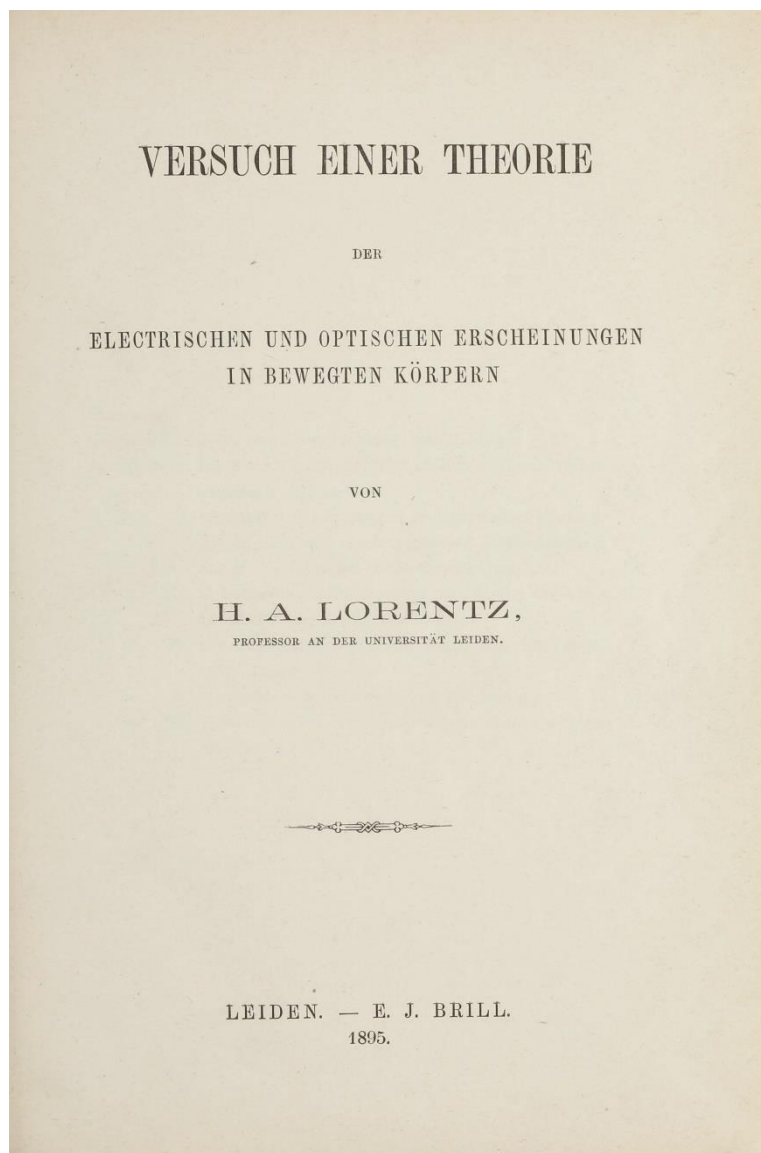 VERSUCH EINER THEORIE
DER
ELECTRISCHEN UND OPTISCHEN ERSCHEINUNGEN
IN BEWEGTEN KÖRPERN
VON
H. A. LORENTZ,
PROFESSOR AN DER UNIVERSITÄT LEIDEN.
LEIDEN. — E. J. BRILL.
1895.